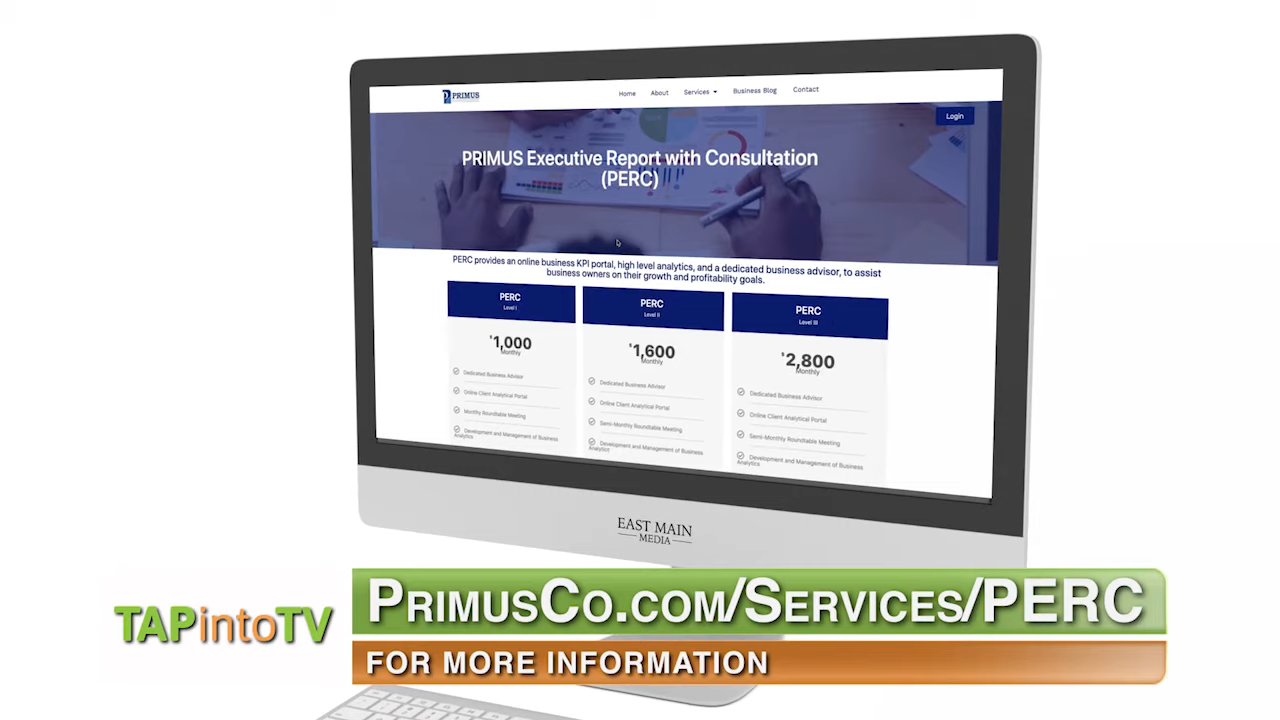 PRIMUS
Home About Services Business Blog Contact
Login
PRIMUS Executive Report with Consultation
(PERC)
PERC provides an online business KPI portal, high level analytics, and a dedicated business advisor, to assist
business owners on their growth and profitability goals.
PERC
Level I
$1,000
Monthly
Dedicated Business Advisor
Online Client Analytical Portal
Monthly Roundtable Meeting
Development and Management of Business
Analytics
PERC
Level II
$1,600
Monthly
Dedicated Business Advisor
Online Client Analytical Portal
Semi-Monthly Roundtable Meeting
Development and Management of Business
Analytics
PERC
Level III
$2,800
Monthly
Dedicated Business Advisor
Online Client Analytical Portal
Semi-Monthly Roundtable Meeting
Development and Management of Business
Analytics
EAST MAIN
MEDIA
TAPintoTV
PRIMUSCO.COM/SERVICES/PERC
FOR MORE INFORMATION